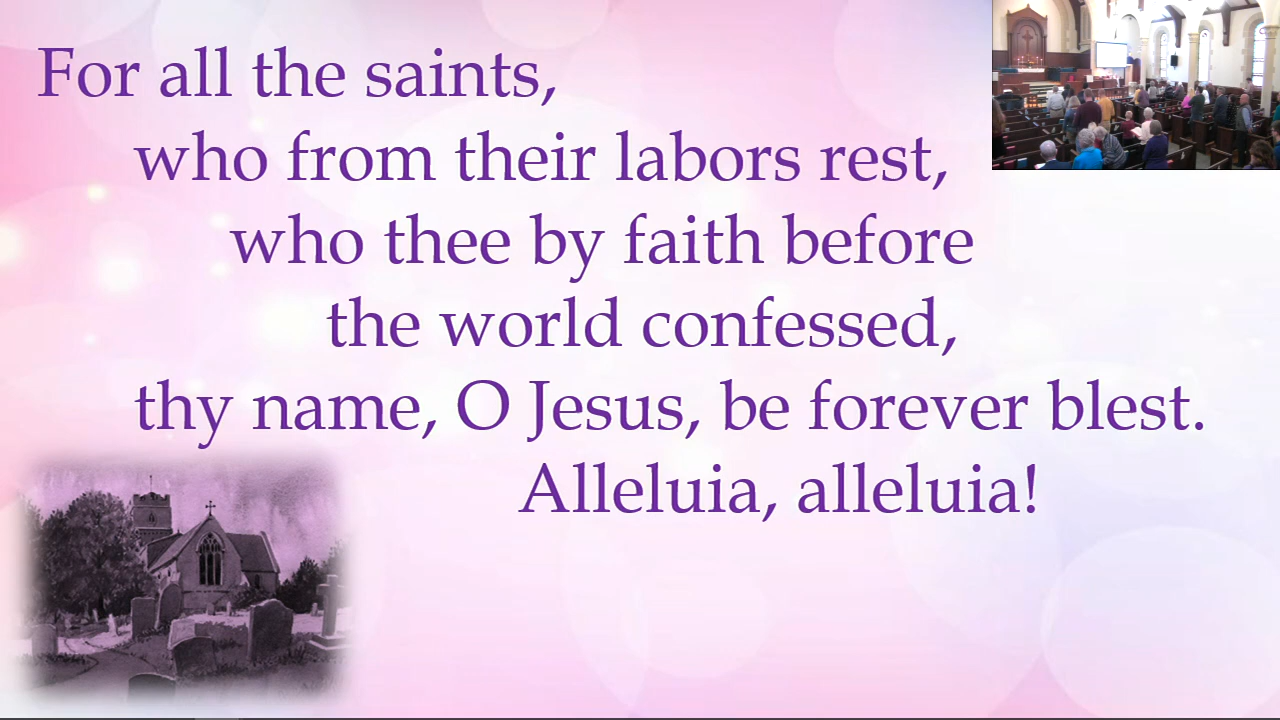 For all the saints,
who from their labors rest,
who thee by faith before
the world confessed,
thy name, O Jesus, be forever blest.
Alleluia, alleluia!